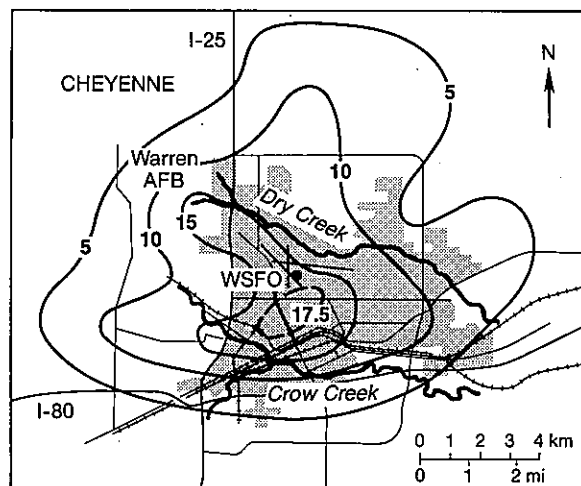 I-25
N
CHEYENNE
5
Warren
AFB
10
Dry Creek
15
5
10
WSFO
17.5
Crow Creek
I-80
0 1 2 3 4 km
0 1 2 mi